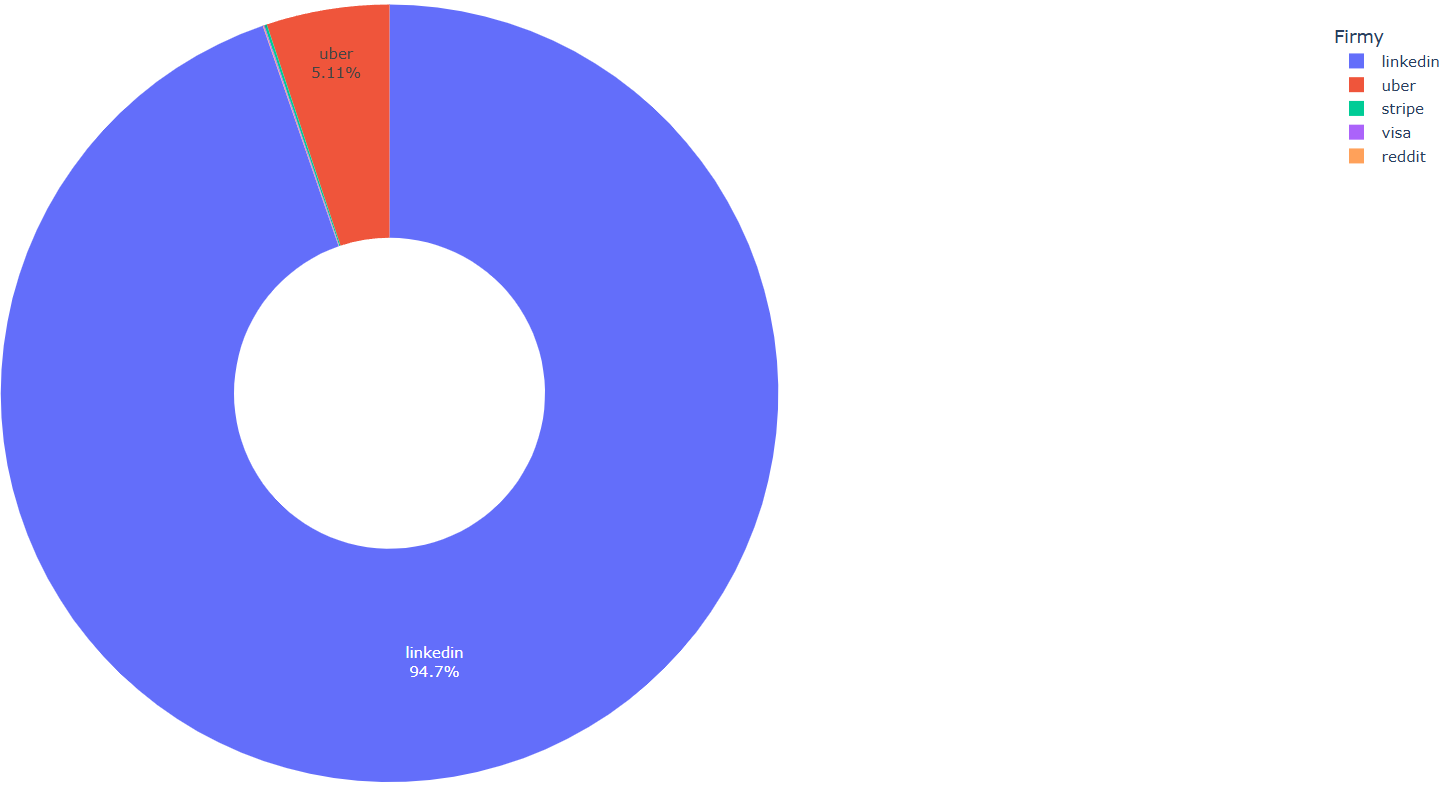 uber
5.11%
linkedin
94.7%
Firmy
linkedin
uber
stripe
visa
reddit